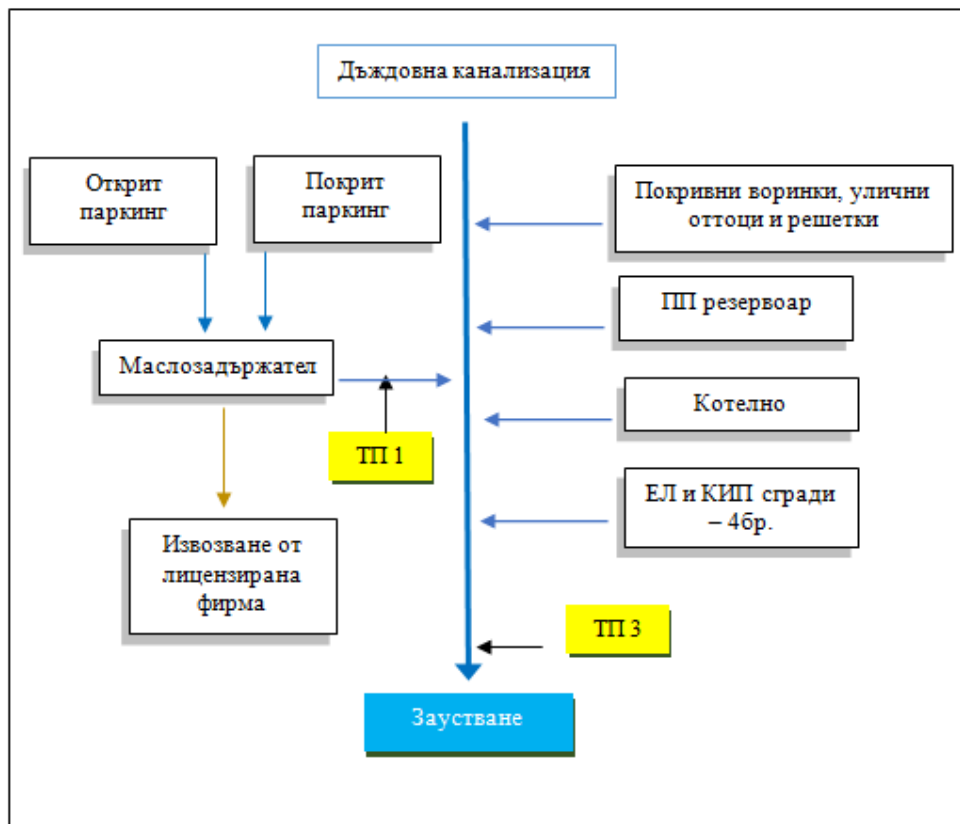 Дъждовна канализация
Открит
паркинг
Покрит
паркинг
Покривни воринки, улични
оттоци и решетки
ПП резервоар
Маслозадържател
Котелно
ТП 1
ЕЛ и КИП сгради
– 4бр.
Извозване от
лицензирана
фирма
ТП 3
Заустване